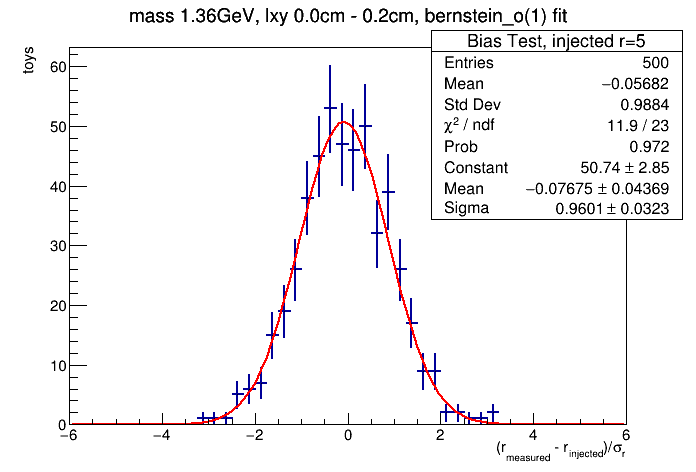 mass 1.36GeV, lxy 0.0cm - 0.2cm, bernstein_o(1) fit
toys
Bias Test, injected r=5
Entries 500
Mean −0.05682
Std Dev 0.9884
χ² / ndf 11.9 / 23
Prob 0.972
Constant 50.74 ± 2.85
Mean −0.07675 ± 0.04369
Sigma 0.9601 ± 0.0323
60
50
40
30
20
10
0
−6 −4 −2 0 2 4 6
(r_measured - r_injected)/σ_r